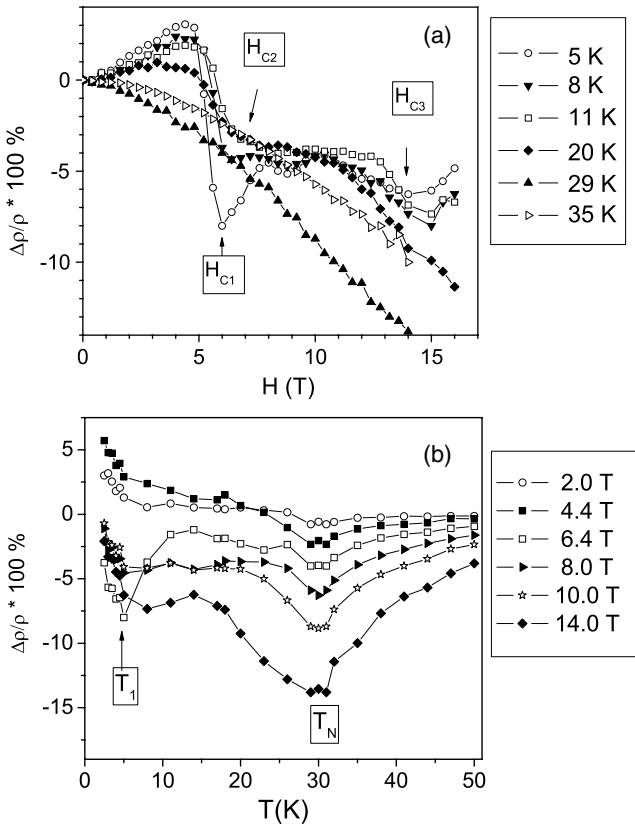 (a)
H_C2
H_C3
H_C1
0
-5
-10
Δρ/ρ * 100 %
0 5 10 15
H (T)
5 K
8 K
11 K
20 K
29 K
35 K
(b)
5
0
-5
-10
-15
Δρ/ρ * 100 %
T_1
T_N
0 10 20 30 40 50
T(K)
2.0 T
4.4 T
6.4 T
8.0 T
10.0 T
14.0 T